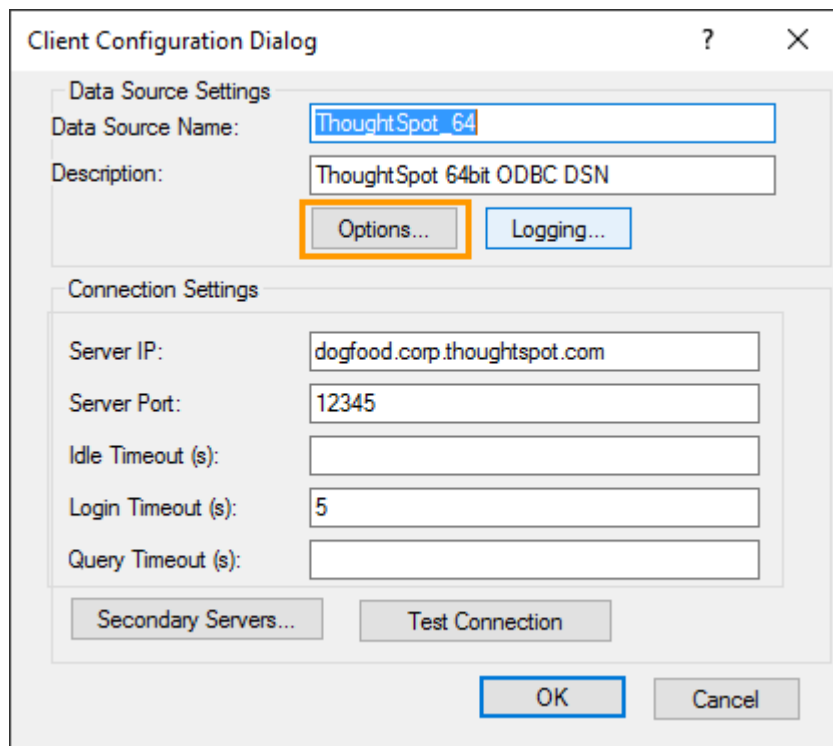 Client Configuration Dialog ?
Data Source Settings
Data Source Name: ThoughtSpot_64
Description: ThoughtSpot 64bit ODBC DSN
Options... Logging...
Connection Settings
Server IP: dogfood.corp.thoughtspot.com
Server Port: 12345
Idle Timeout (s):
Login Timeout (s): 5
Query Timeout (s):
Secondary Servers... Test Connection
OK Cancel